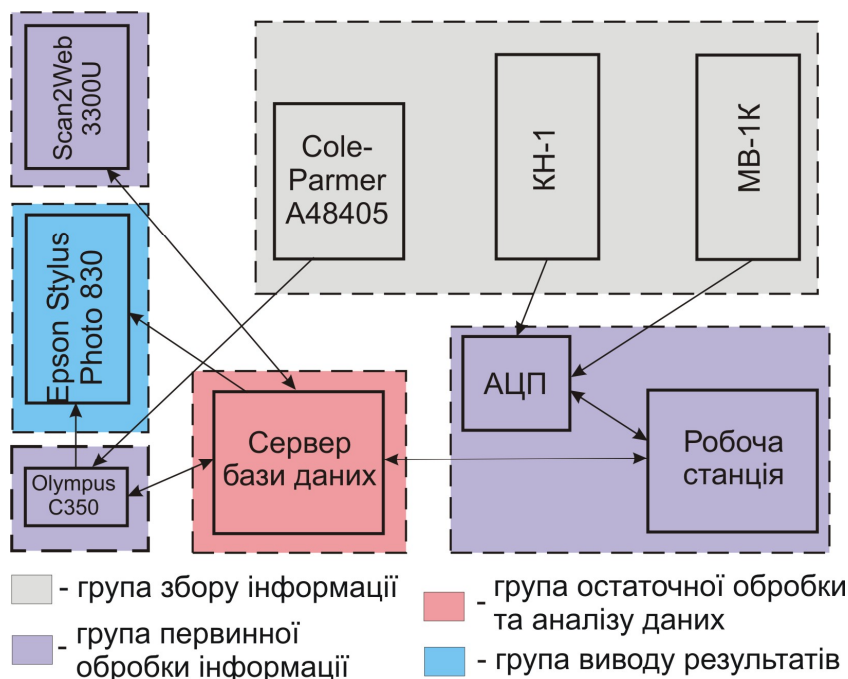 Scan2Web
3300U
Cole-
Parmer
A48405
КН-1
МВ-1К
Epson Stylus
Photo 830
АЦП
Сервер
бази даних
Робоча
станція
Olympus
C350
- група збору інформації
- група первинної
обробки інформації
- група остаточної обробки
та аналізу даних
- група виводу результатів